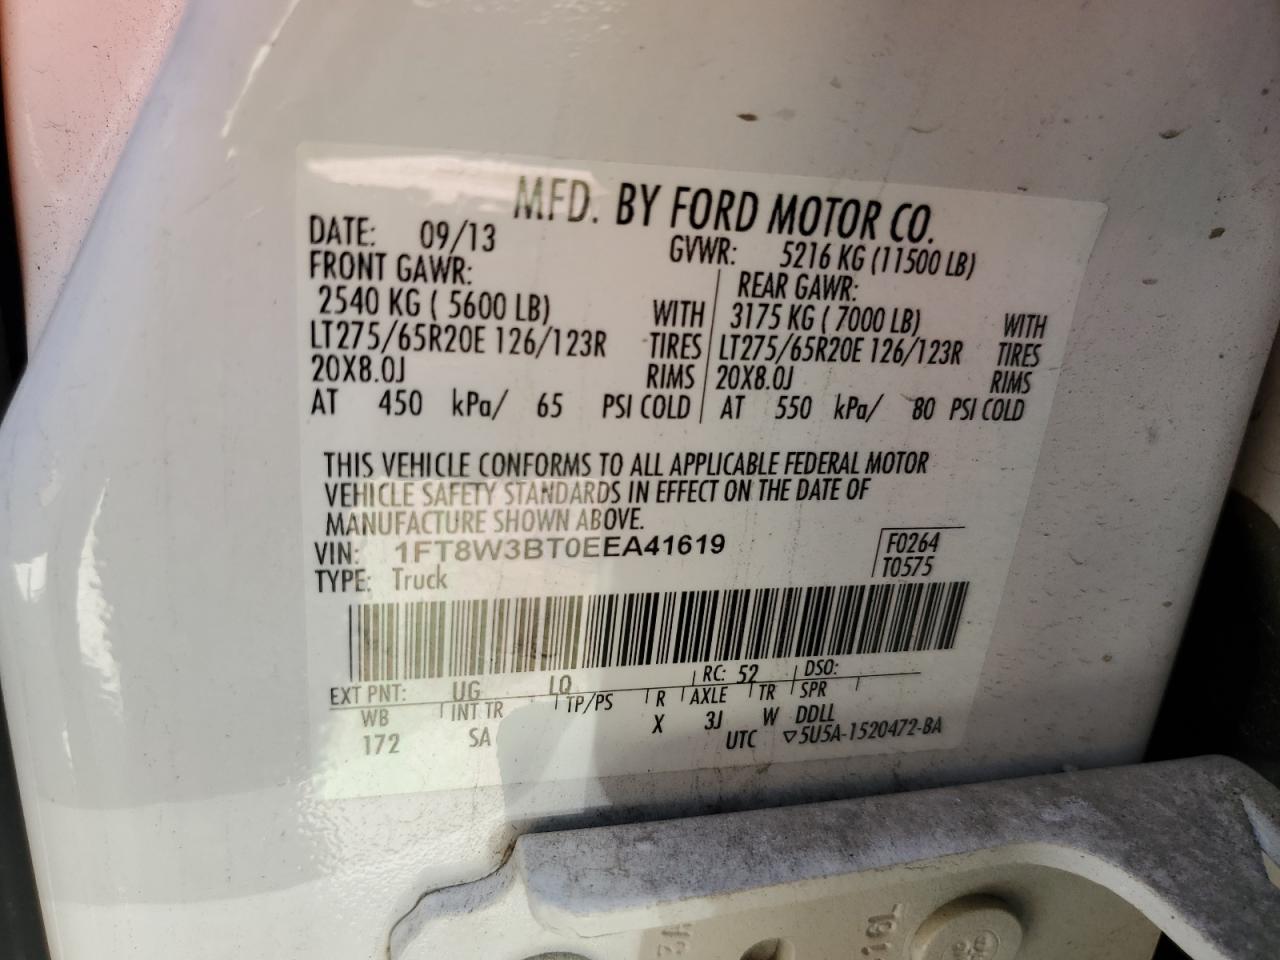 MFD. BY FORD MOTOR CO.
DATE: 09/13 GVWR: 5216 KG (11500 LB)
FRONT GAWR: REAR GAWR:
2540 KG ( 5600 LB) WITH 3175 KG ( 7000 LB) WITH
LT275/65R20E 126/123R TIRES LT275/65R20E 126/123R TIRES
20X8.0J RIMS 20X8.0J RIMS
AT 450 kPa/ 65 PSI COLD AT 550 kPa/ 80 PSI COLD
THIS VEHICLE CONFORMS TO ALL APPLICABLE FEDERAL MOTOR
VEHICLE SAFETY STANDARDS IN EFFECT ON THE DATE OF
MANUFACTURE SHOWN ABOVE.
VIN: 1FT8W3BT0EEA41619 F0264
TYPE: Truck T0575
EXT PNT: UG LQ RC: 52 DSO:
WB INT TR TP/PS R AXLE TR SPR
172 SA X 3J W DDLL
UTC ▽5U5A-1520472-BA